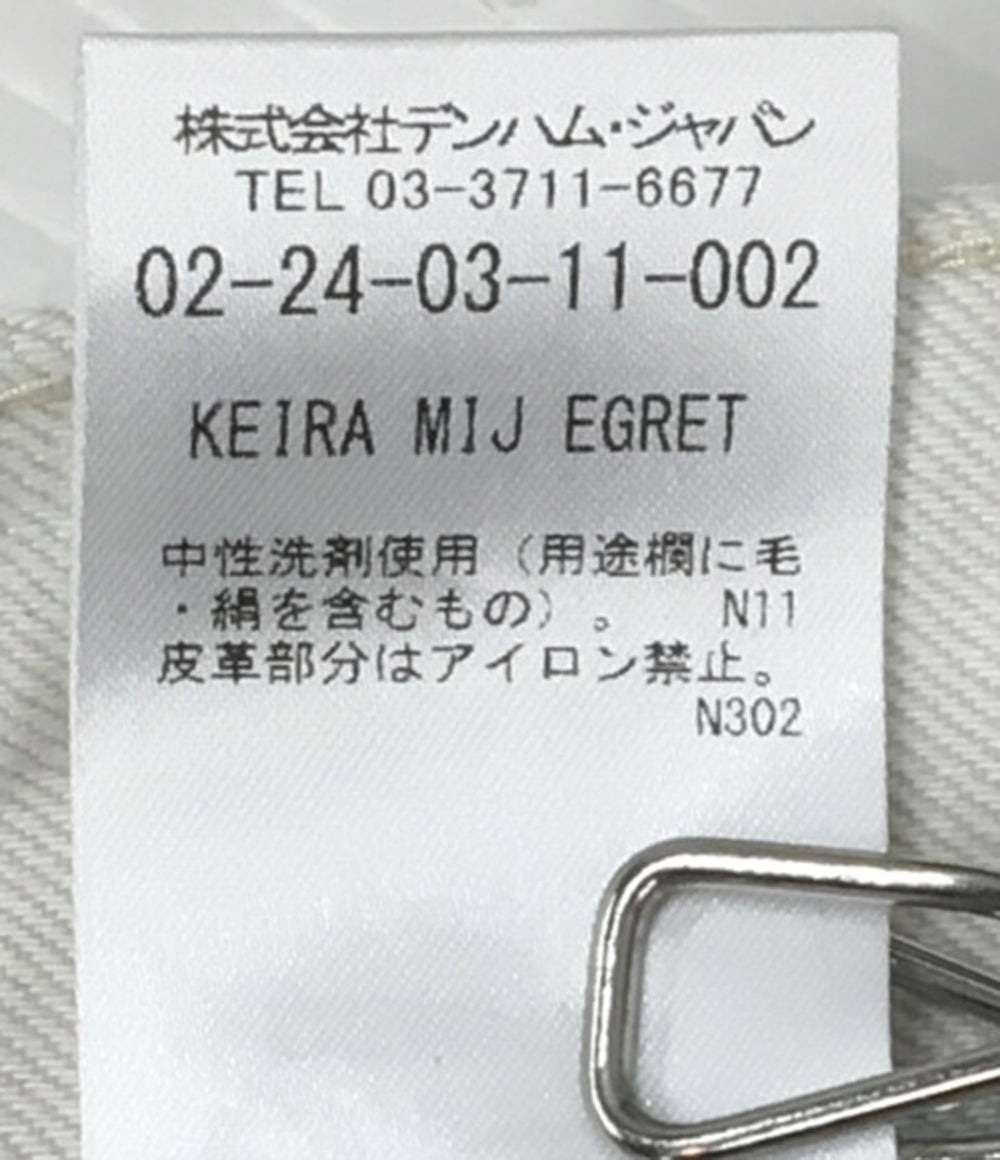 株式会社デンハム・ジャパン
TEL 03-3711-6677
02-24-03-11-002
KEIRA MIJ EGRET
中性洗剤使用（用途欄に毛
・絹を含むもの）。 N11
皮革部分はアイロン禁止。
N302